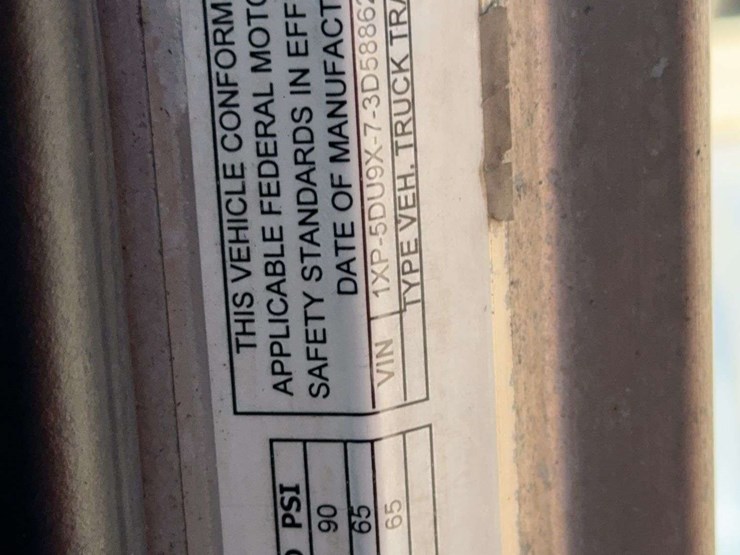 THIS VEHICLE CONFORM
APPLICABLE FEDERAL MOTO
SAFETY STANDARDS IN EFF
DATE OF MANUFACT
VIN 1XP-5DU9X-7-3D58862
TYPE VEH. TRUCK TRA
PSI
90
65
65